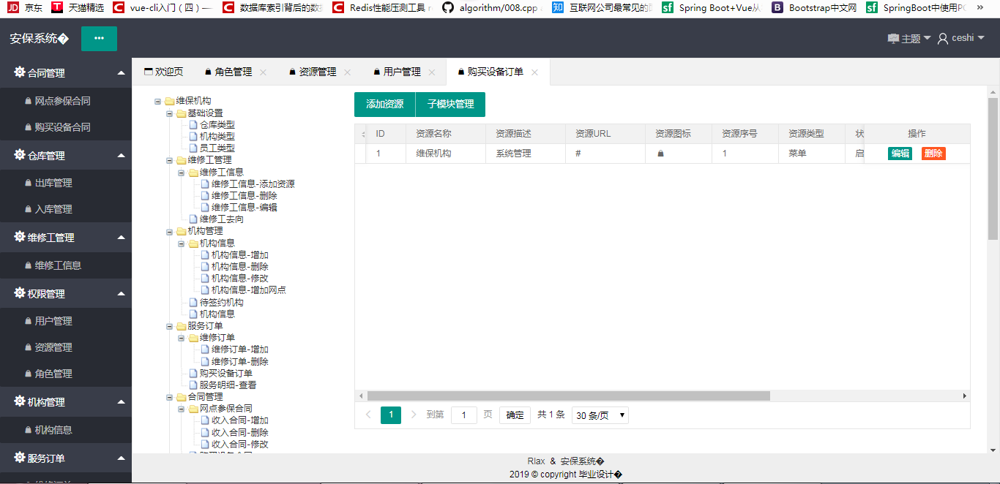 京东 天猫精选 vue-cli入门（四）— 数据库索引背后的数 Redis性能压测工具 algorithm/008.cpp 互联网公司最常见的面 Spring Boot+Vue从 Bootstrap中文网 SpringBoot中使用PC »
安保系统� ••• 主题 ceshi
合同管理
网点参保合同
购买设备合同
仓库管理
出库管理
入库管理
维修工管理
维修工信息
权限管理
用户管理
资源管理
角色管理
机构管理
机构信息
服务订单
欢迎页 角色管理 资源管理 用户管理 购买设备订单
维保机构
基础设置
仓库类型
机构类型
员工类型
维修工管理
维修工信息
维修工信息-添加资源
维修工信息-删除
维修工信息-编辑
维修工去向
机构管理
机构信息
机构信息-增加
机构信息-删除
机构信息-修改
机构信息-增加网点
待签约机构
机构信息
服务订单
维修订单
维修订单-增加
维修订单-删除
购买设备订单
服务明细-查看
合同管理
网点参保合同
收入合同-增加
收入合同-删除
收入合同-修改
添加资源 子模块管理
ID 资源名称 资源描述 资源URL 资源图标 资源序号 资源类型 状 操作
1 维保机构 系统管理 # 1 菜单 启 编辑 删除
1 到第 1 页 确定 共 1 条 30 条/页
Rlax & 安保系统�
2019 © copyright 毕业设计�